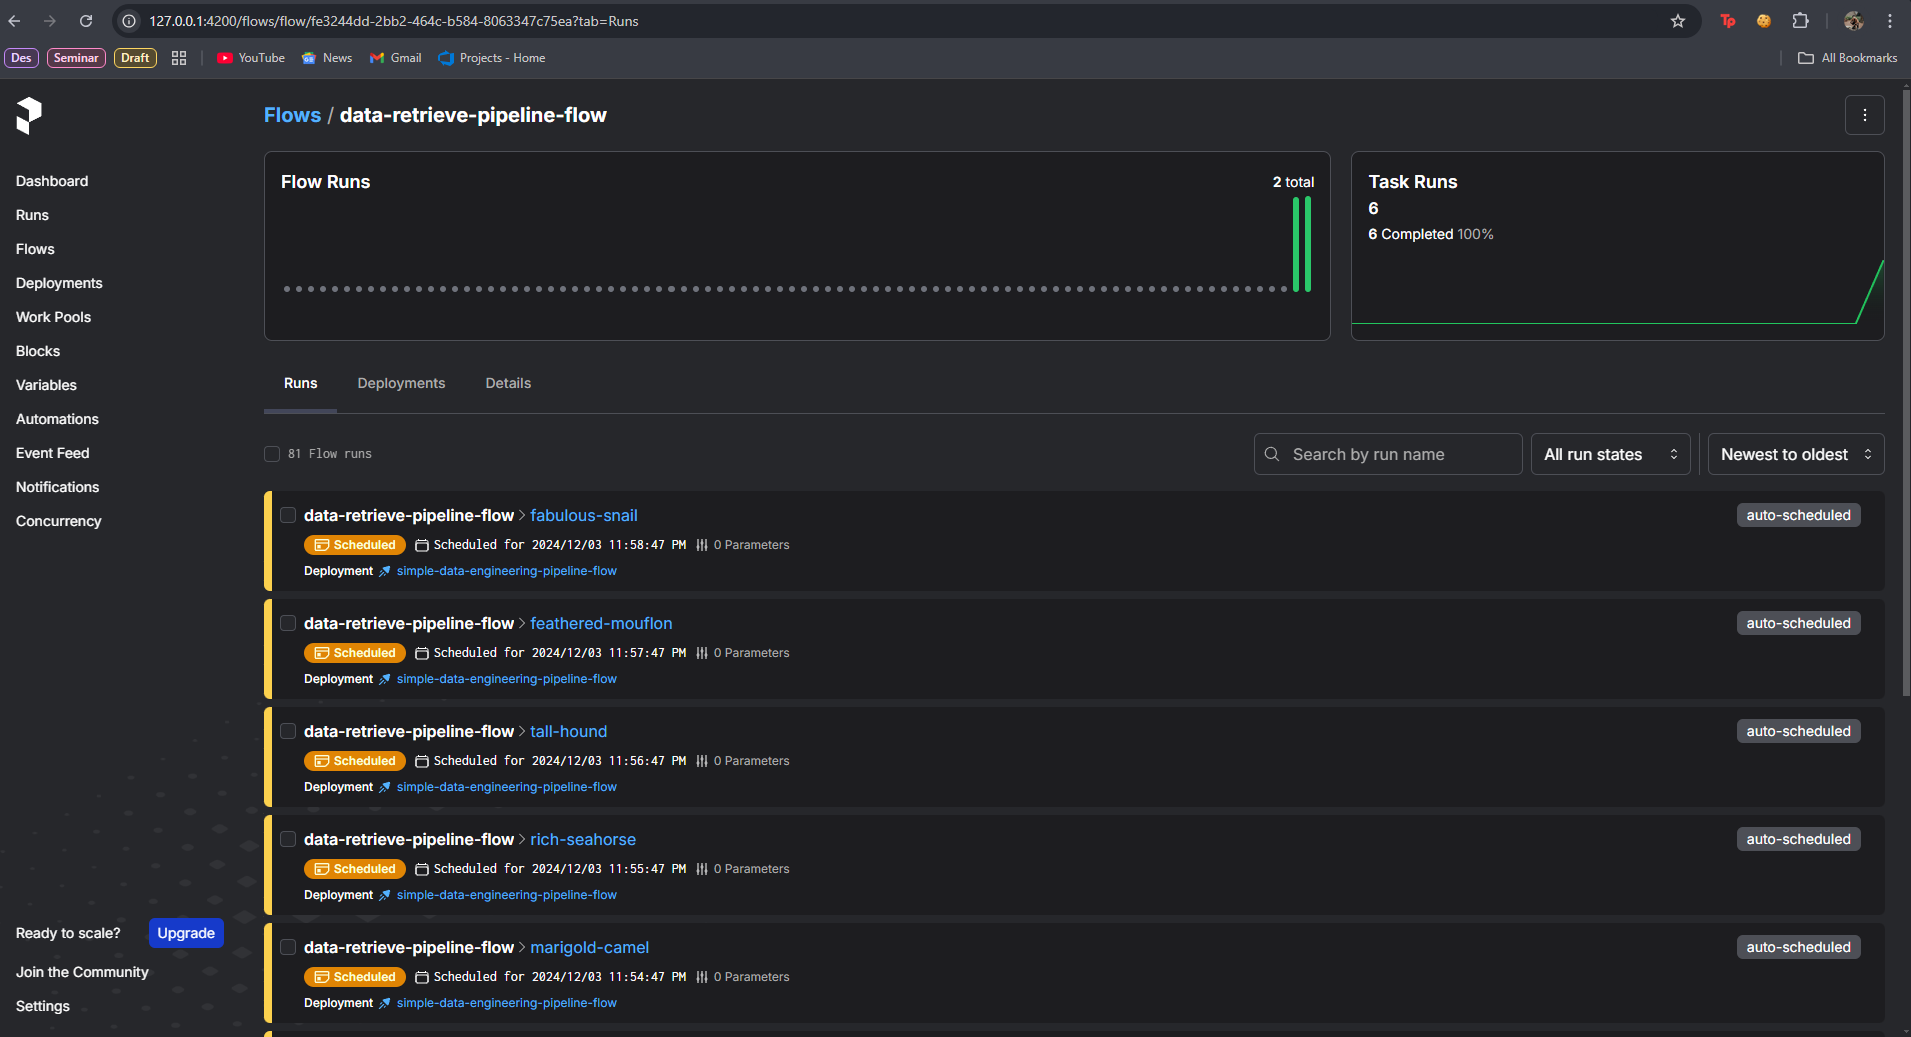 127.0.0.1:4200/flows/flow/fe3244dd-2bb2-464c-b584-8063347c75ea?tab=Runs
Tp
Des Seminar Draft YouTube News Gmail Projects - Home All Bookmarks
Flows / data-retrieve-pipeline-flow
Dashboard
Runs
Flows
Deployments
Work Pools
Blocks
Variables
Automations
Event Feed
Notifications
Concurrency
Ready to scale? Upgrade
Join the Community
Settings
Flow Runs 2 total
Task Runs
6
6 Completed 100%
Runs Deployments Details
81 Flow runs Search by run name All run states Newest to oldest
data-retrieve-pipeline-flow > fabulous-snail auto-scheduled
Scheduled Scheduled for 2024/12/03 11:58:47 PM 0 Parameters
Deployment simple-data-engineering-pipeline-flow
data-retrieve-pipeline-flow > feathered-mouflon auto-scheduled
Scheduled Scheduled for 2024/12/03 11:57:47 PM 0 Parameters
Deployment simple-data-engineering-pipeline-flow
data-retrieve-pipeline-flow > tall-hound auto-scheduled
Scheduled Scheduled for 2024/12/03 11:56:47 PM 0 Parameters
Deployment simple-data-engineering-pipeline-flow
data-retrieve-pipeline-flow > rich-seahorse auto-scheduled
Scheduled Scheduled for 2024/12/03 11:55:47 PM 0 Parameters
Deployment simple-data-engineering-pipeline-flow
data-retrieve-pipeline-flow > marigold-camel auto-scheduled
Scheduled Scheduled for 2024/12/03 11:54:47 PM 0 Parameters
Deployment simple-data-engineering-pipeline-flow